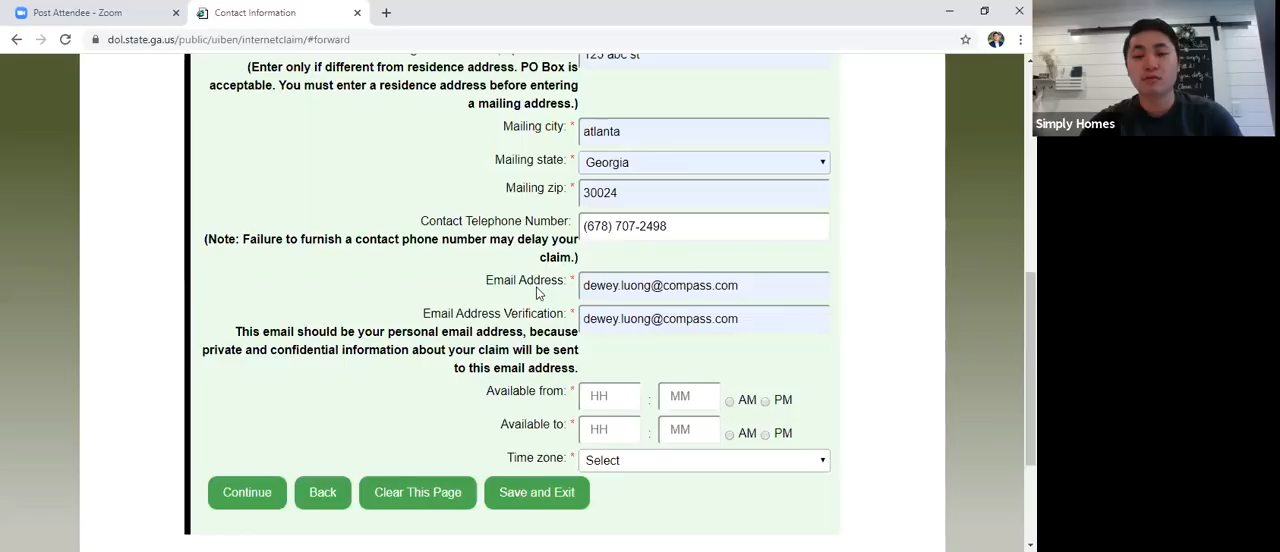 Post Attendee - Zoom
Contact Information
dol.state.ga.us/public/uiben/internetclaim/#forward
Simply Homes
123 abc st
(Enter only if different from residence address. PO Box is
acceptable. You must enter a residence address before entering
a mailing address.)
Mailing city: * atlanta
Mailing state: * Georgia
Mailing zip: * 30024
Contact Telephone Number: (678) 707-2498
(Note: Failure to furnish a contact phone number may delay your
claim.)
Email Address: * dewey.luong@compass.com
Email Address Verification: * dewey.luong@compass.com
This email should be your personal email address, because
private and confidential information about your claim will be sent
to this email address.
Available from: * HH : MM AM PM
Available to: * HH : MM AM PM
Time zone: * Select
Continue Back Clear This Page Save and Exit